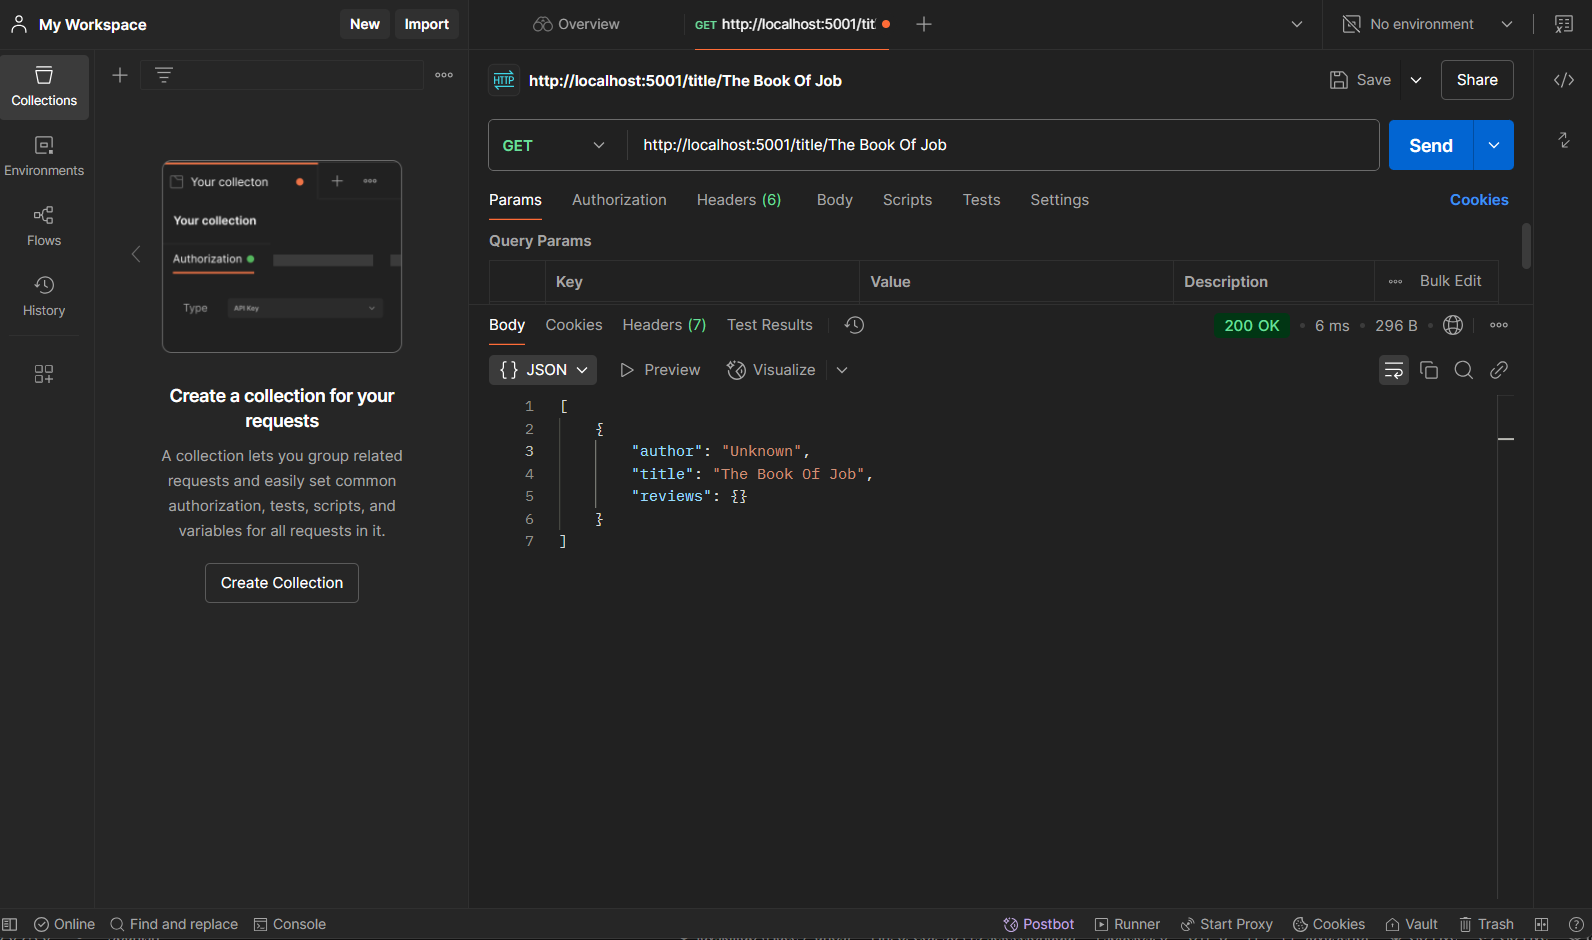 My Workspace
New
Import
Overview
GET http://localhost:5001/tit
No environment
Collections
Environments
Flows
History
Your collecton
Your collection
Authorization
Type
API Key
Create a collection for your
requests
A collection lets you group related
requests and easily set common
authorization, tests, scripts, and
variables for all requests in it.
Create Collection
HTTP
http://localhost:5001/title/The Book Of Job
Save
Share
GET
http://localhost:5001/title/The Book Of Job
Send
Params
Authorization
Headers (6)
Body
Scripts
Tests
Settings
Cookies
Query Params
Key
Value
Description
Bulk Edit
Body
Cookies
Headers (7)
Test Results
200 OK
6 ms
296 B
{} JSON
Preview
Visualize
1 [
2 {
3 "author": "Unknown",
4 "title": "The Book Of Job",
5 "reviews": {}
6 }
7 ]
Online
Find and replace
Console
Postbot
Runner
Start Proxy
Cookies
Vault
Trash